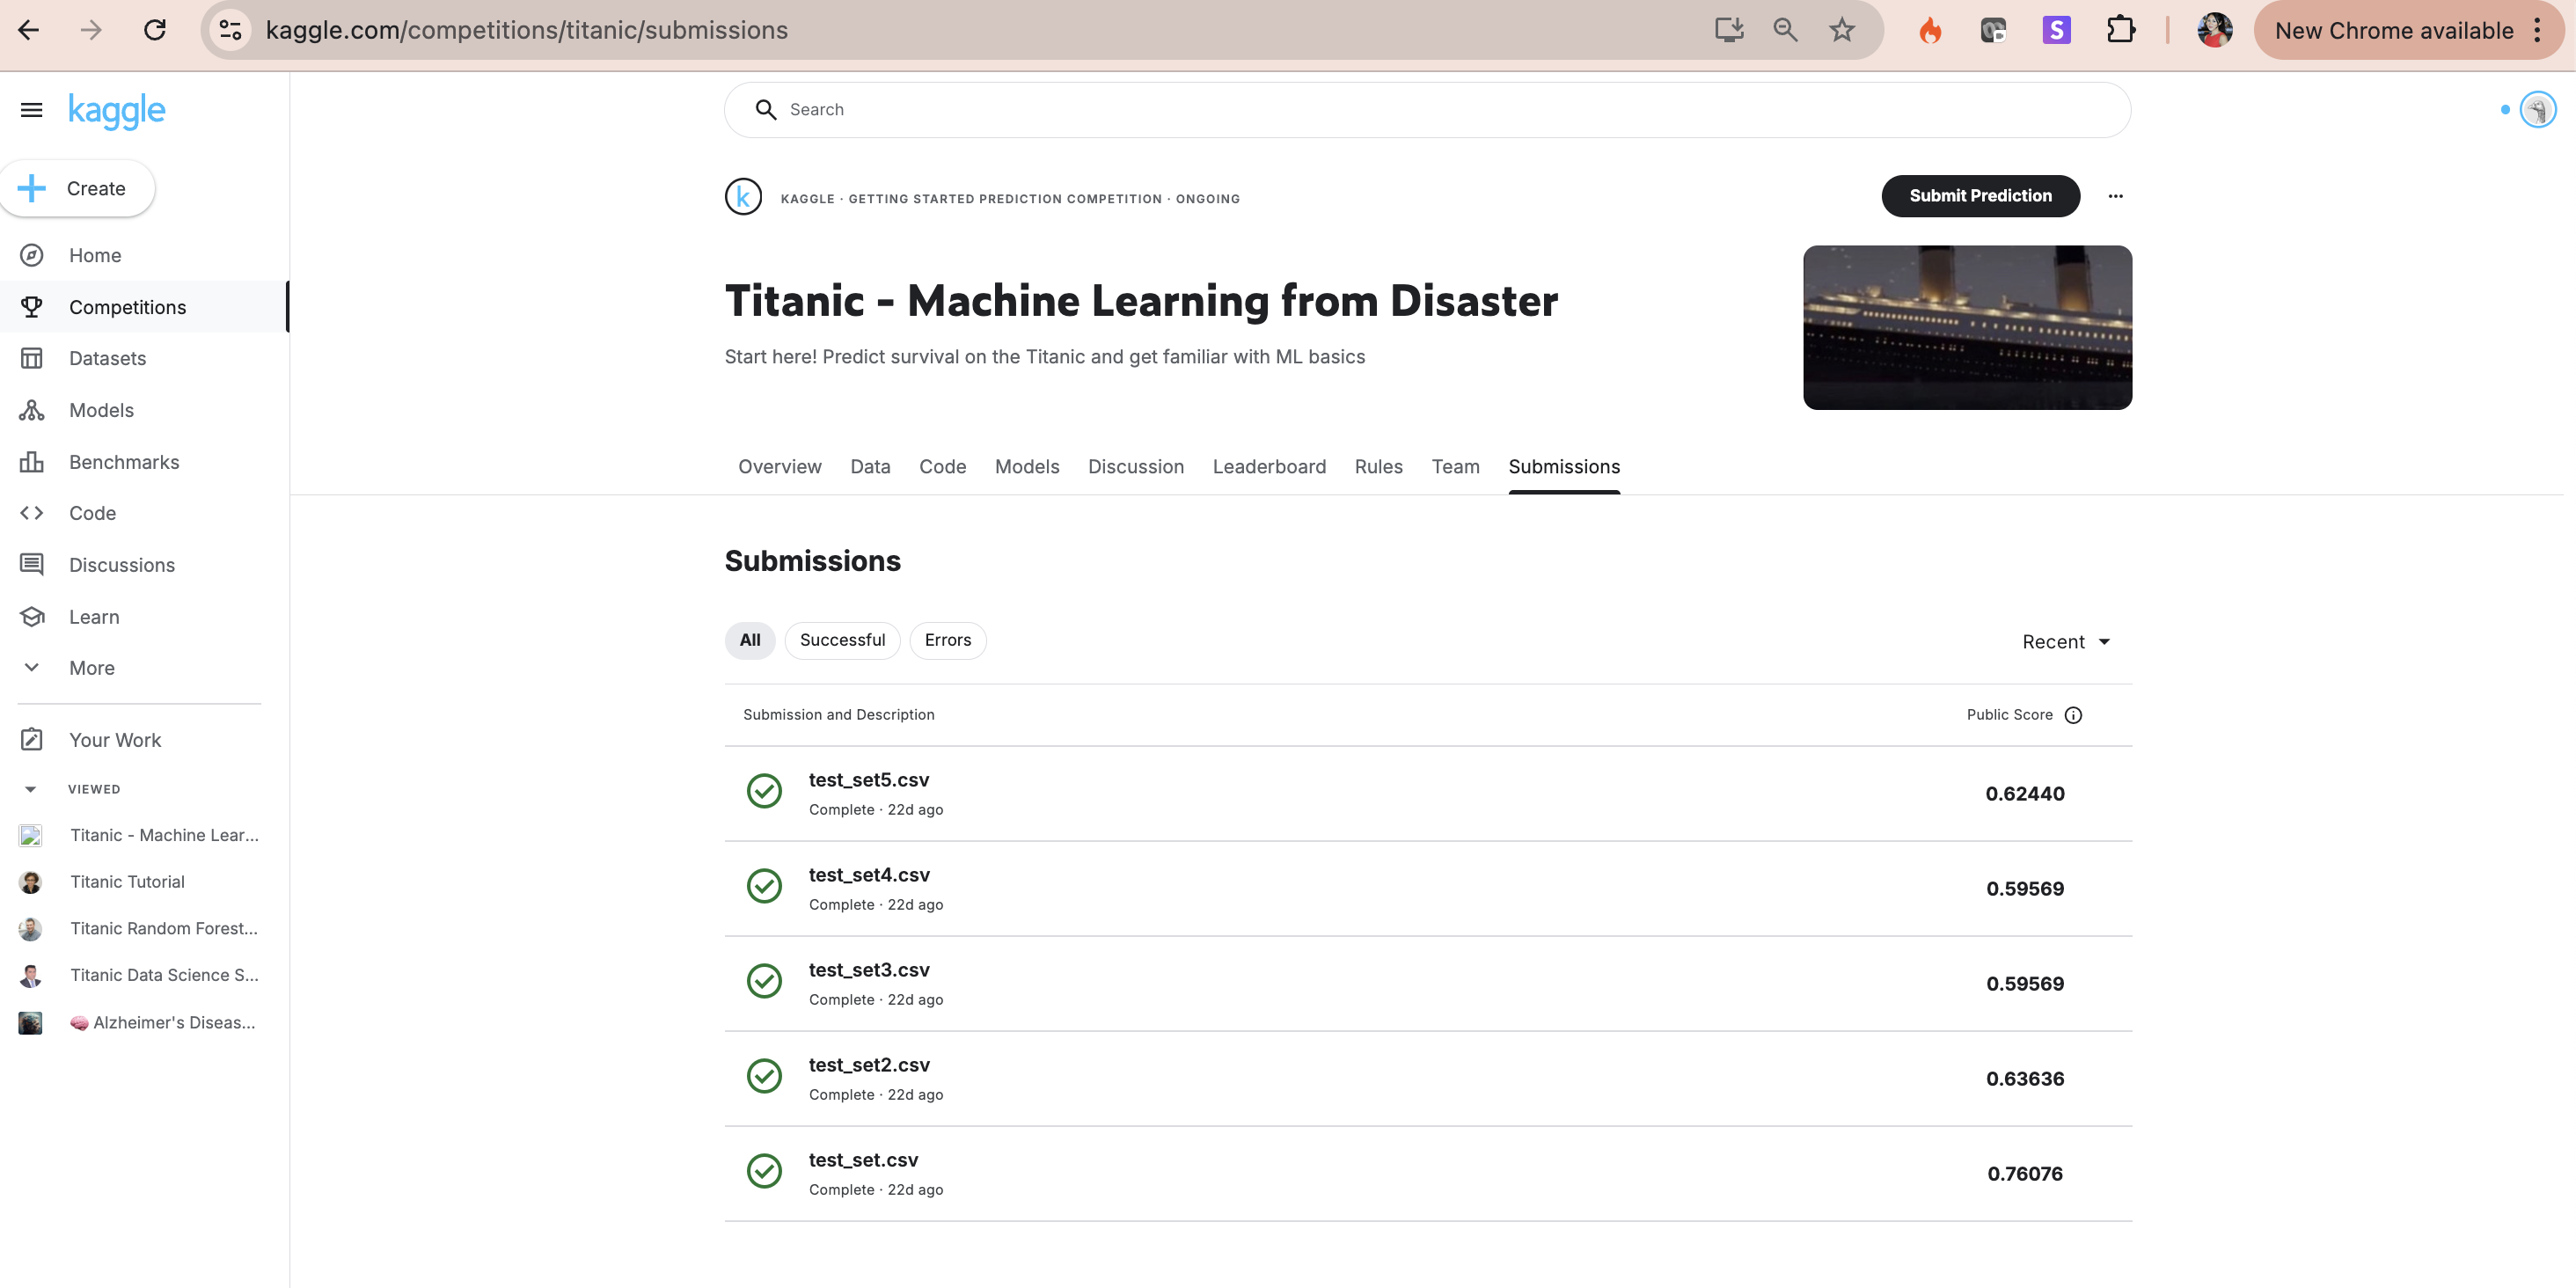 kaggle.com/competitions/titanic/submissions
S
New Chrome available
kaggle
Search
Create
Home
Competitions
Datasets
Models
Benchmarks
Code
Discussions
Learn
More
Your Work
VIEWED
Titanic - Machine Lear...
Titanic Tutorial
Titanic Random Forest...
Titanic Data Science S...
🧠 Alzheimer's Diseas...
k
KAGGLE · GETTING STARTED PREDICTION COMPETITION · ONGOING
Submit Prediction
Titanic - Machine Learning from Disaster
Start here! Predict survival on the Titanic and get familiar with ML basics
Overview Data Code Models Discussion Leaderboard Rules Team Submissions
Submissions
All Successful Errors
Recent
Submission and Description Public Score
test_set5.csv
Complete · 22d ago
0.62440
test_set4.csv
Complete · 22d ago
0.59569
test_set3.csv
Complete · 22d ago
0.59569
test_set2.csv
Complete · 22d ago
0.63636
test_set.csv
Complete · 22d ago
0.76076